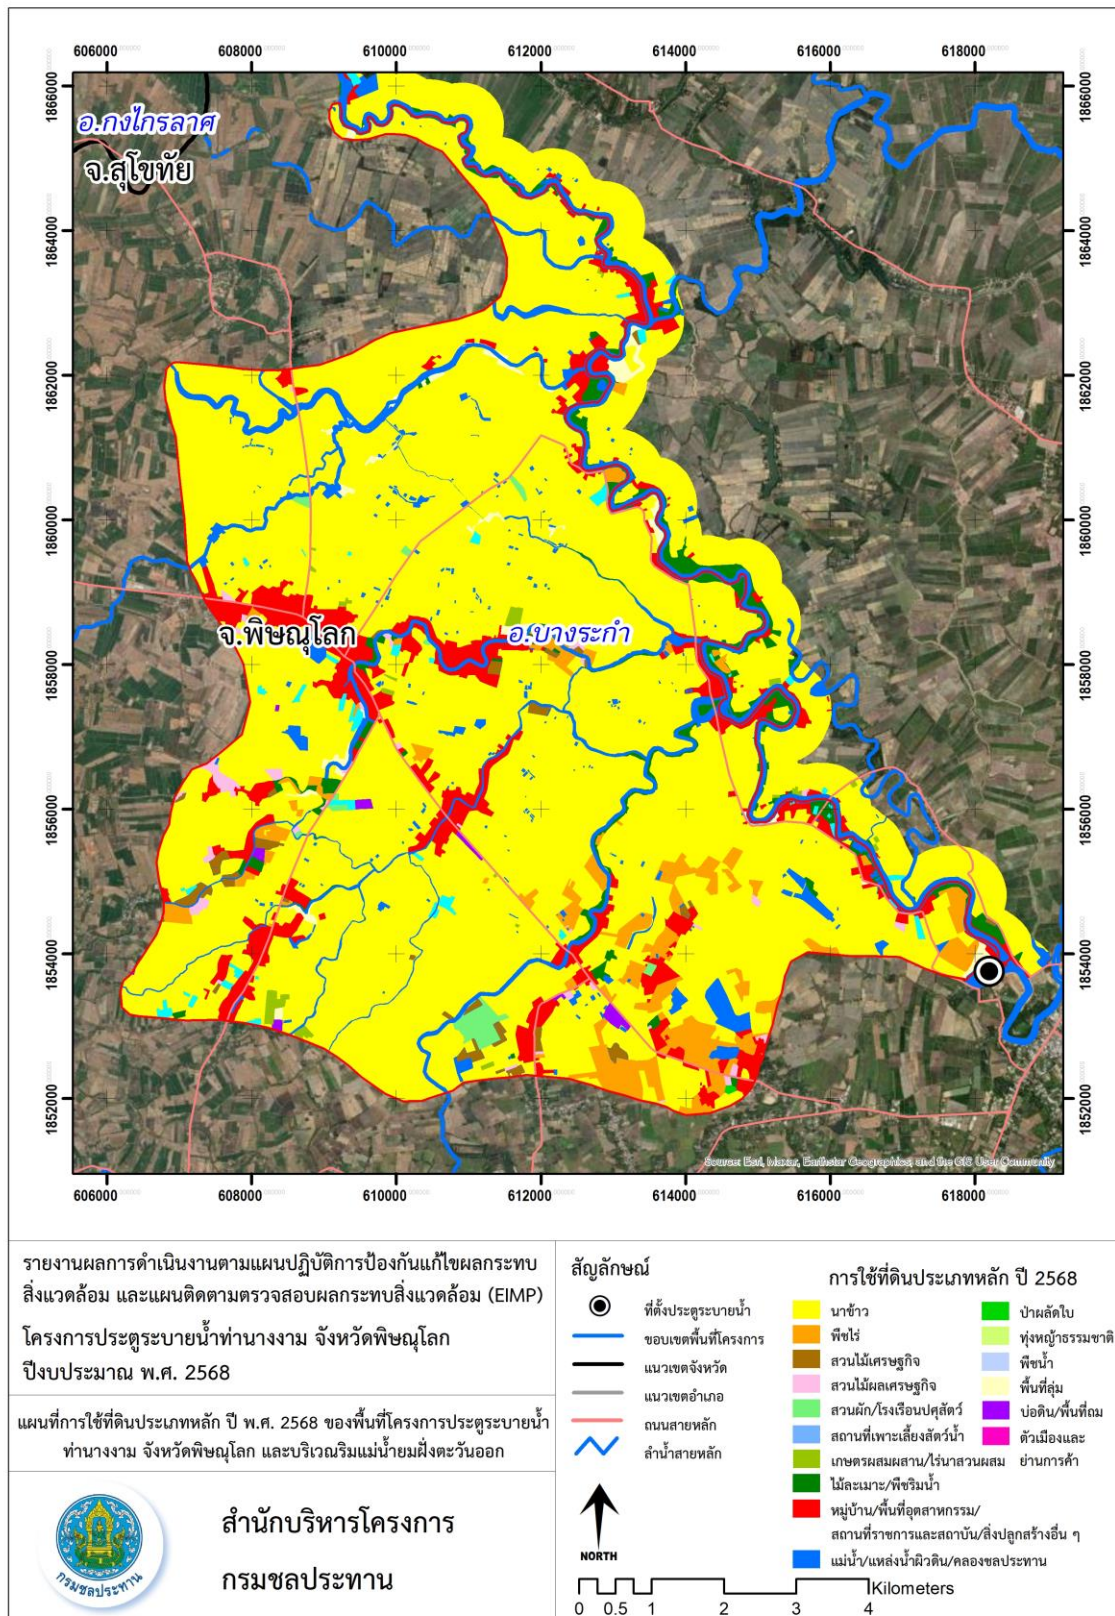 606000 608000 610000 612000 614000 616000 618000
1866000 1866000
อ.กงไกรลาศ
จ.สุโขทัย
1864000 1864000
1862000 1862000
1860000 1860000
จ.พิษณุโลก อ.บางระกำ
1858000 1858000
1856000 1856000
1854000 1854000
1852000 1852000
Source: Esri, Maxar, Earthstar Geographics, and the GIS User Community
606000 608000 610000 612000 614000 616000 618000
รายงานผลการดำเนินงานตามแผนปฏิบัติการป้องกันแก้ไขผลกระทบ
สิ่งแวดล้อม และแผนติดตามตรวจสอบผลกระทบสิ่งแวดล้อม (EIMP)
โครงการประตูระบายน้ำท่านางงาม จังหวัดพิษณุโลก
ปีงบประมาณ พ.ศ. 2568
แผนที่การใช้ที่ดินประเภทหลัก ปี พ.ศ. 2568 ของพื้นที่โครงการประตูระบายน้ำ
ท่านางงาม จังหวัดพิษณุโลก และบริเวณริมแม่น้ำยมฝั่งตะวันออก
กรมชลประทาน
สำนักบริหารโครงการ
กรมชลประทาน
สัญลักษณ์
ที่ตั้งประตูระบายน้ำ
ขอบเขตพื้นที่โครงการ
แนวเขตจังหวัด
แนวเขตอำเภอ
ถนนสายหลัก
ลำน้ำสายหลัก
NORTH
การใช้ที่ดินประเภทหลัก ปี 2568
นาข้าว
พืชไร่
สวนไม้เศรษฐกิจ
สวนไม้ผลเศรษฐกิจ
สวนผัก/โรงเรือนปศุสัตว์
สถานที่เพาะเลี้ยงสัตว์น้ำ
เกษตรผสมผสาน/ไร่นาสวนผสม
ไม้ละเมาะ/พืชริมน้ำ
หมู่บ้าน/พื้นที่อุตสาหกรรม/
สถานที่ราชการและสถาบัน/สิ่งปลูกสร้างอื่น ๆ
แม่น้ำ/แหล่งน้ำผิวดิน/คลองชลประทาน
ป่าผลัดใบ
ทุ่งหญ้าธรรมชาติ
พืชน้ำ
พื้นที่ลุ่ม
บ่อดิน/พื้นที่ถม
ตัวเมืองและ
ย่านการค้า
Kilometers
0 0.5 1 2 3 4